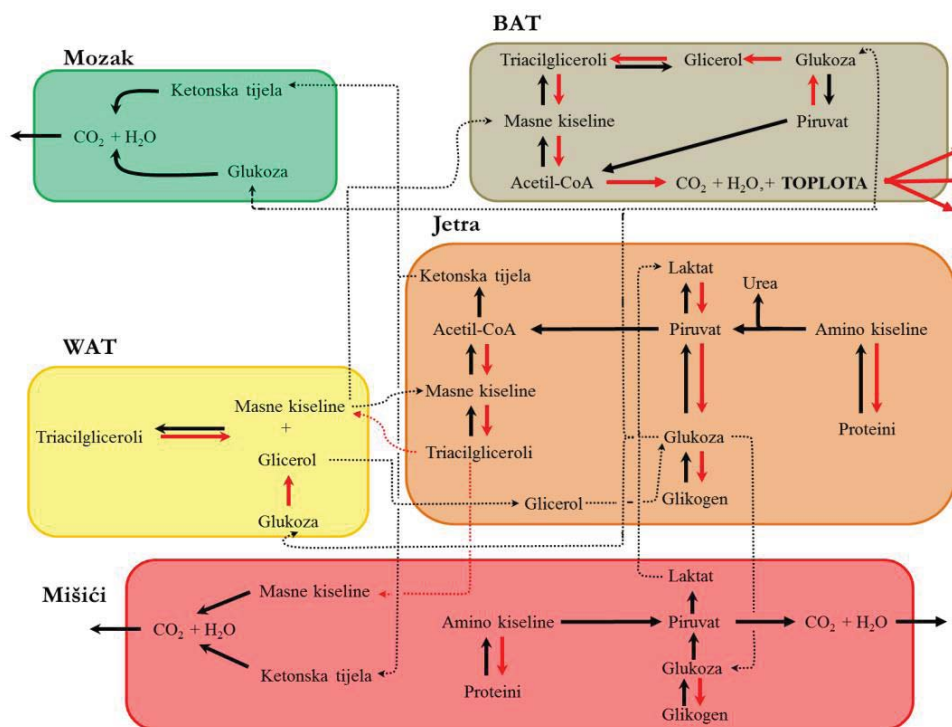 Mozak
Ketonska tijela
CO₂ + H₂O
Glukoza
BAT
Triacilgliceroli Glicerol Glukoza
Masne kiseline Piruvat
Acetil-CoA CO₂ + H₂O, + TOPLOTA
Jetra
Ketonska tijela Laktat Urea
Acetil-CoA Piruvat Amino kiseline
Masne kiseline
Proteini
Triacilgliceroli Glukoza
Glicerol Glikogen
WAT
Masne kiseline
Triacilgliceroli +
Glicerol
Glukoza
Mišići
Masne kiseline Laktat
CO₂ + H₂O Amino kiseline Piruvat CO₂ + H₂O
Ketonska tijela Proteini Glukoza
Glikogen